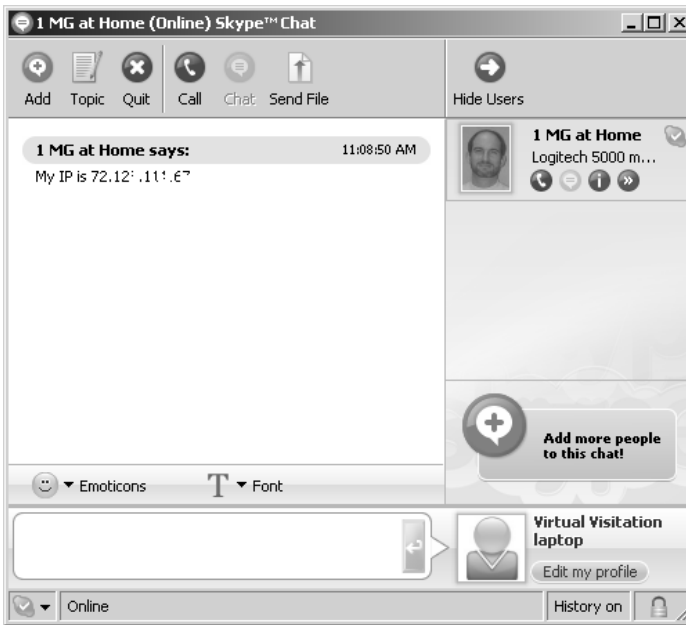 1 MG at Home (Online) Skype™ Chat
Add Topic Quit Call Chat Send File
Hide Users
1 MG at Home says: 11:08:50 AM
My IP is
1 MG at Home
Logitech 5000 m...
Add more people
to this chat!
Emoticons
T Font
Virtual Visitation
laptop
Edit my profile
Online
History on